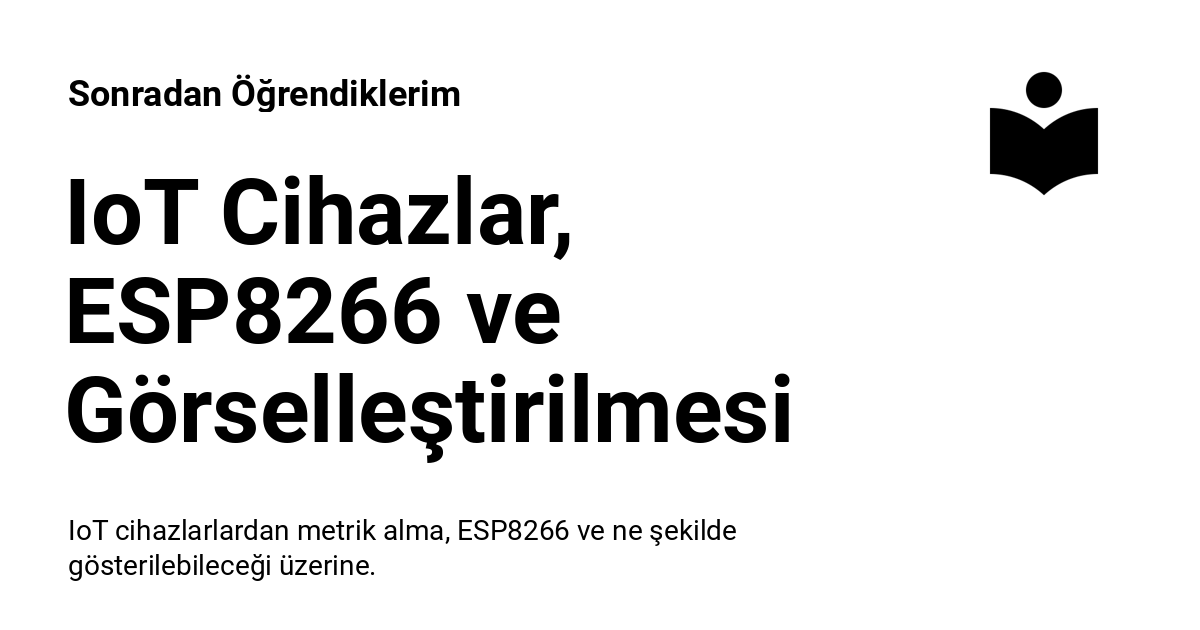 Sonradan Öğrendiklerim
IoT Cihazlar,
ESP8266 ve
Görselleştirilmesi
IoT cihazlarlardan metrik alma, ESP8266 ve ne şekilde
gösterilebileceği üzerine.